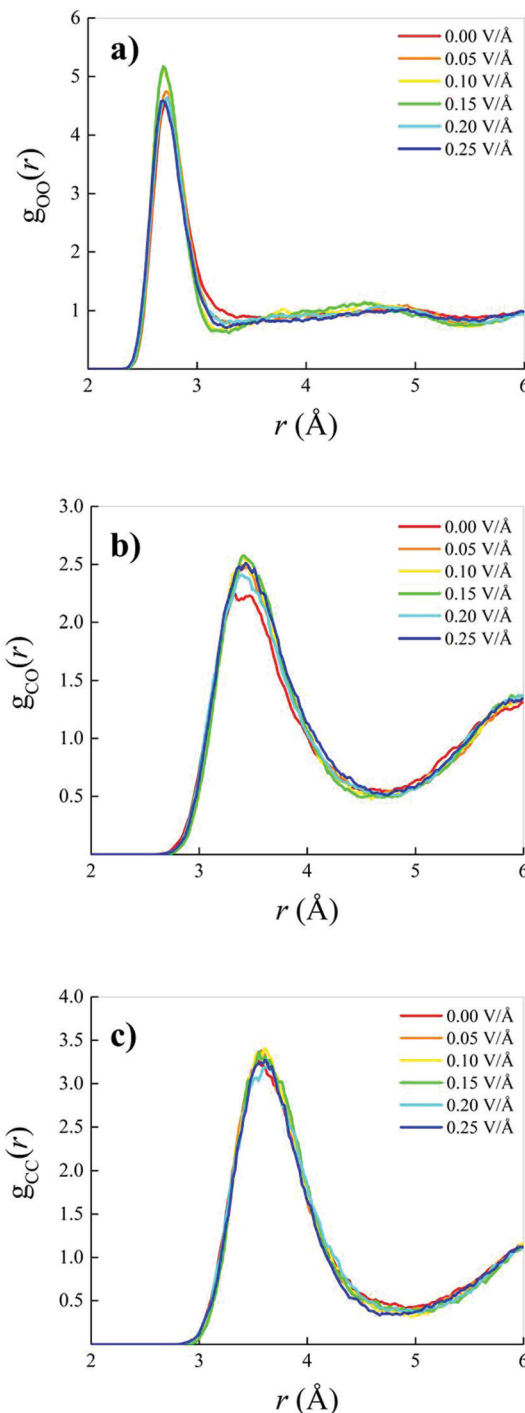 a)
0.00 V/Å
0.05 V/Å
0.10 V/Å
0.15 V/Å
0.20 V/Å
0.25 V/Å
6
5
4
3
2
1
gOO(r)
2 3 4 5 6
r (Å)
b)
0.00 V/Å
0.05 V/Å
0.10 V/Å
0.15 V/Å
0.20 V/Å
0.25 V/Å
3.0
2.5
2.0
1.5
1.0
0.5
gCO(r)
2 3 4 5 6
r (Å)
c)
0.00 V/Å
0.05 V/Å
0.10 V/Å
0.15 V/Å
0.20 V/Å
0.25 V/Å
4.0
3.5
3.0
2.5
2.0
1.5
1.0
0.5
gCC(r)
2 3 4 5 6
r (Å)